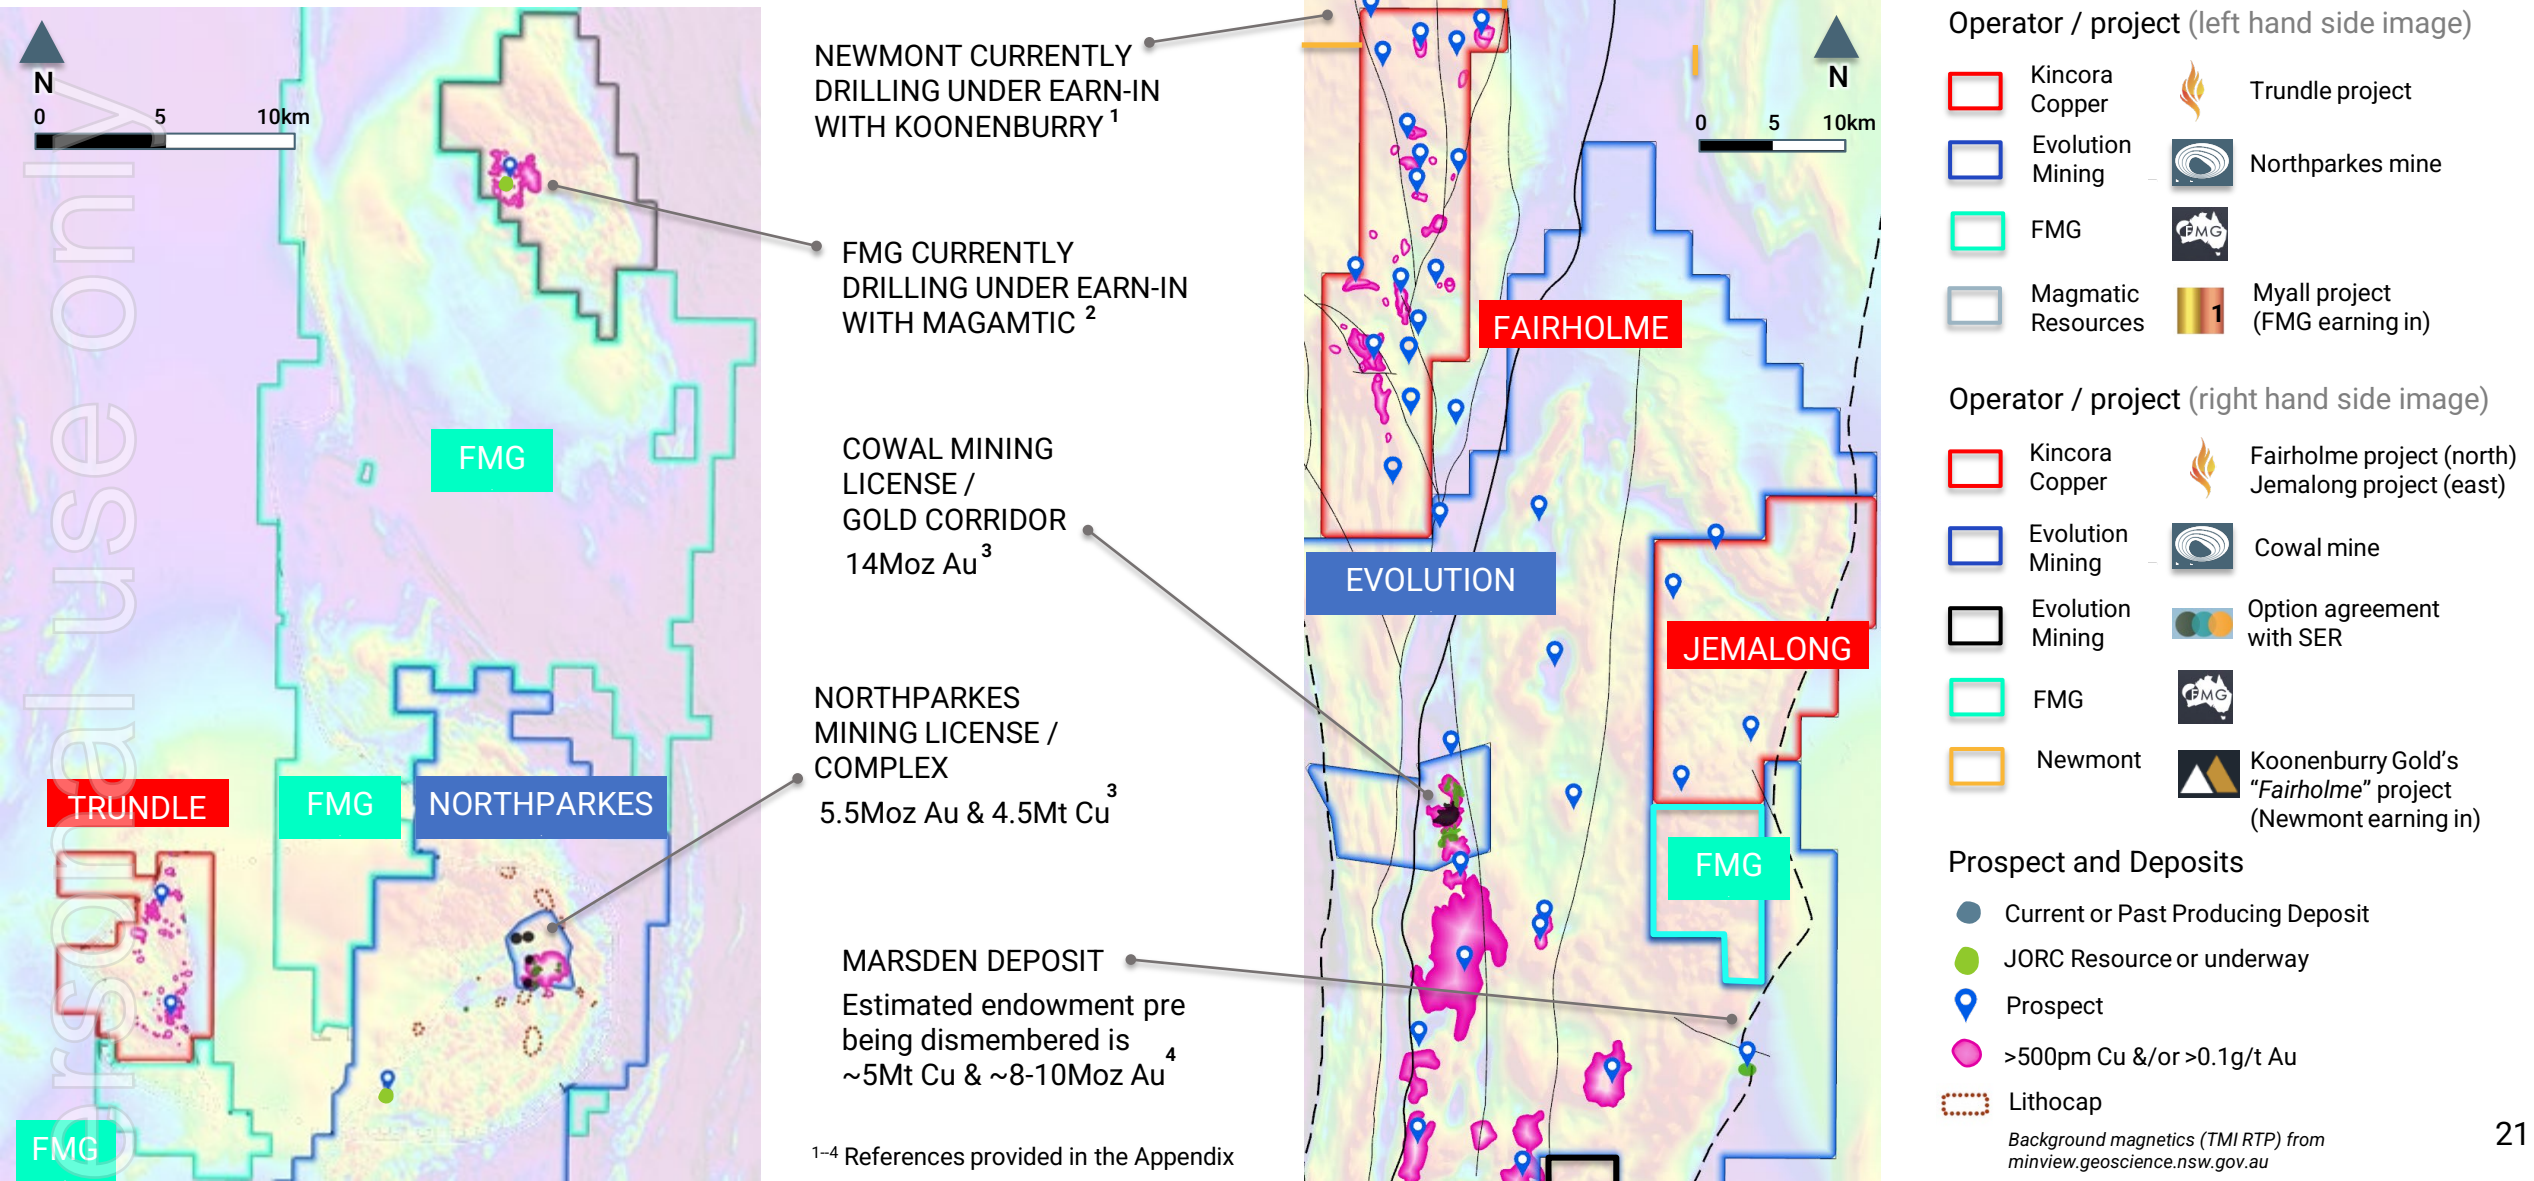 N
0 5 10km
FMG
TRUNDLE
FMG
NORTHPARKES
FMG
ersonal use only
NEWMONT CURRENTLY
DRILLING UNDER EARN-IN
WITH KOONENBURRY 1
FMG CURRENTLY
DRILLING UNDER EARN-IN
WITH MAGAMTIC 2
COWAL MINING
LICENSE /
GOLD CORRIDOR
14Moz Au 3
NORTHPARKES
MINING LICENSE /
COMPLEX
5.5Moz Au & 4.5Mt Cu 3
MARSDEN DEPOSIT
Estimated endowment pre
being dismembered is
~5Mt Cu & ~8-10Moz Au 4
1-4 References provided in the Appendix
N
0 5 10km
FAIRHOLME
EVOLUTION
JEMALONG
FMG
Operator / project (left hand side image)
Kincora
Copper
Trundle project
Evolution
Mining
Northparkes mine
FMG
FMG
Magmatic
Resources
1
Myall project
(FMG earning in)
Operator / project (right hand side image)
Kincora
Copper
Fairholme project (north)
Jemalong project (east)
Evolution
Mining
Cowal mine
Evolution
Mining
Option agreement
with SER
FMG
FMG
Newmont
Koonenburry Gold's
"Fairholme" project
(Newmont earning in)
Prospect and Deposits
Current or Past Producing Deposit
JORC Resource or underway
Prospect
>500pm Cu &/or >0.1g/t Au
Lithocap
Background magnetics (TMI RTP) from
minview.geoscience.nsw.gov.au
21